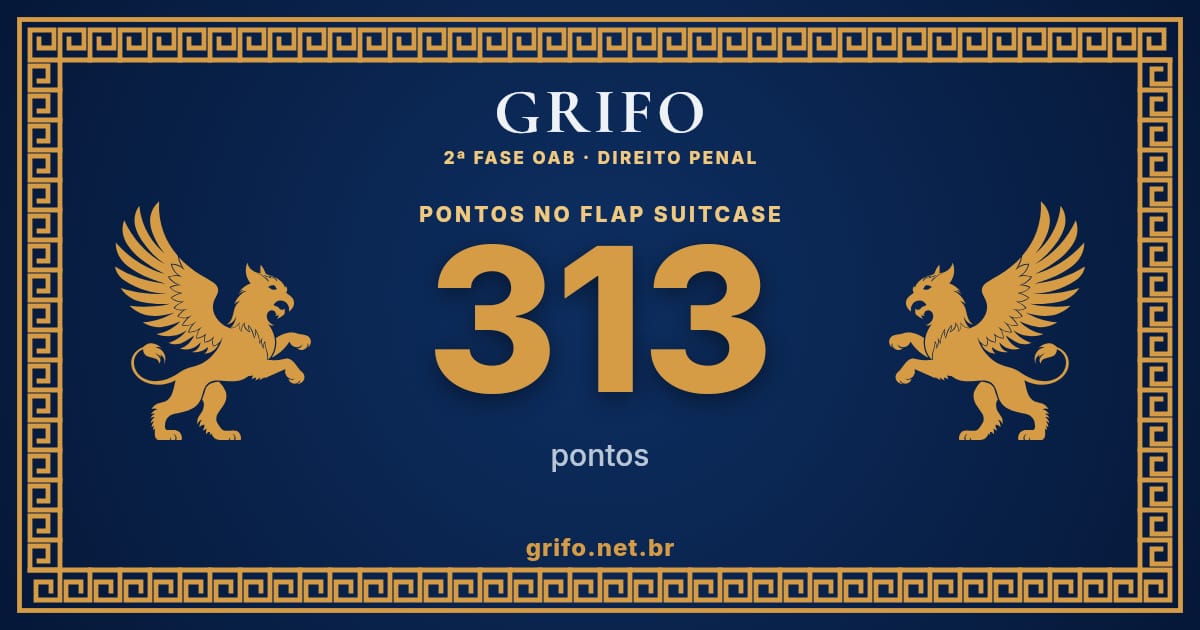 GRIFO
2ª FASE OAB · DIREITO PENAL
PONTOS NO FLAP SUITCASE
313
pontos
grifo.net.br